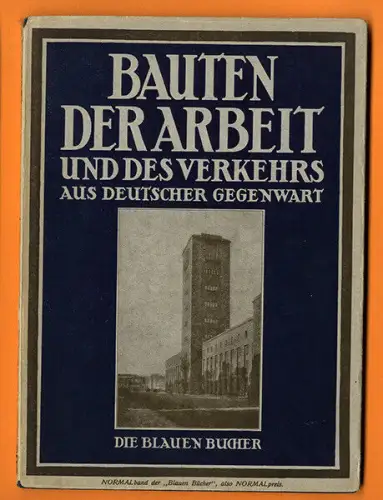 BAUTEN
DER ARBEIT
UND DES VERKEHRS
AUS DEUTSCHER GEGENWART
DIE BLAUEN BÜCHER
NORMALband der „Blauen Bücher", also NORMALpreis.